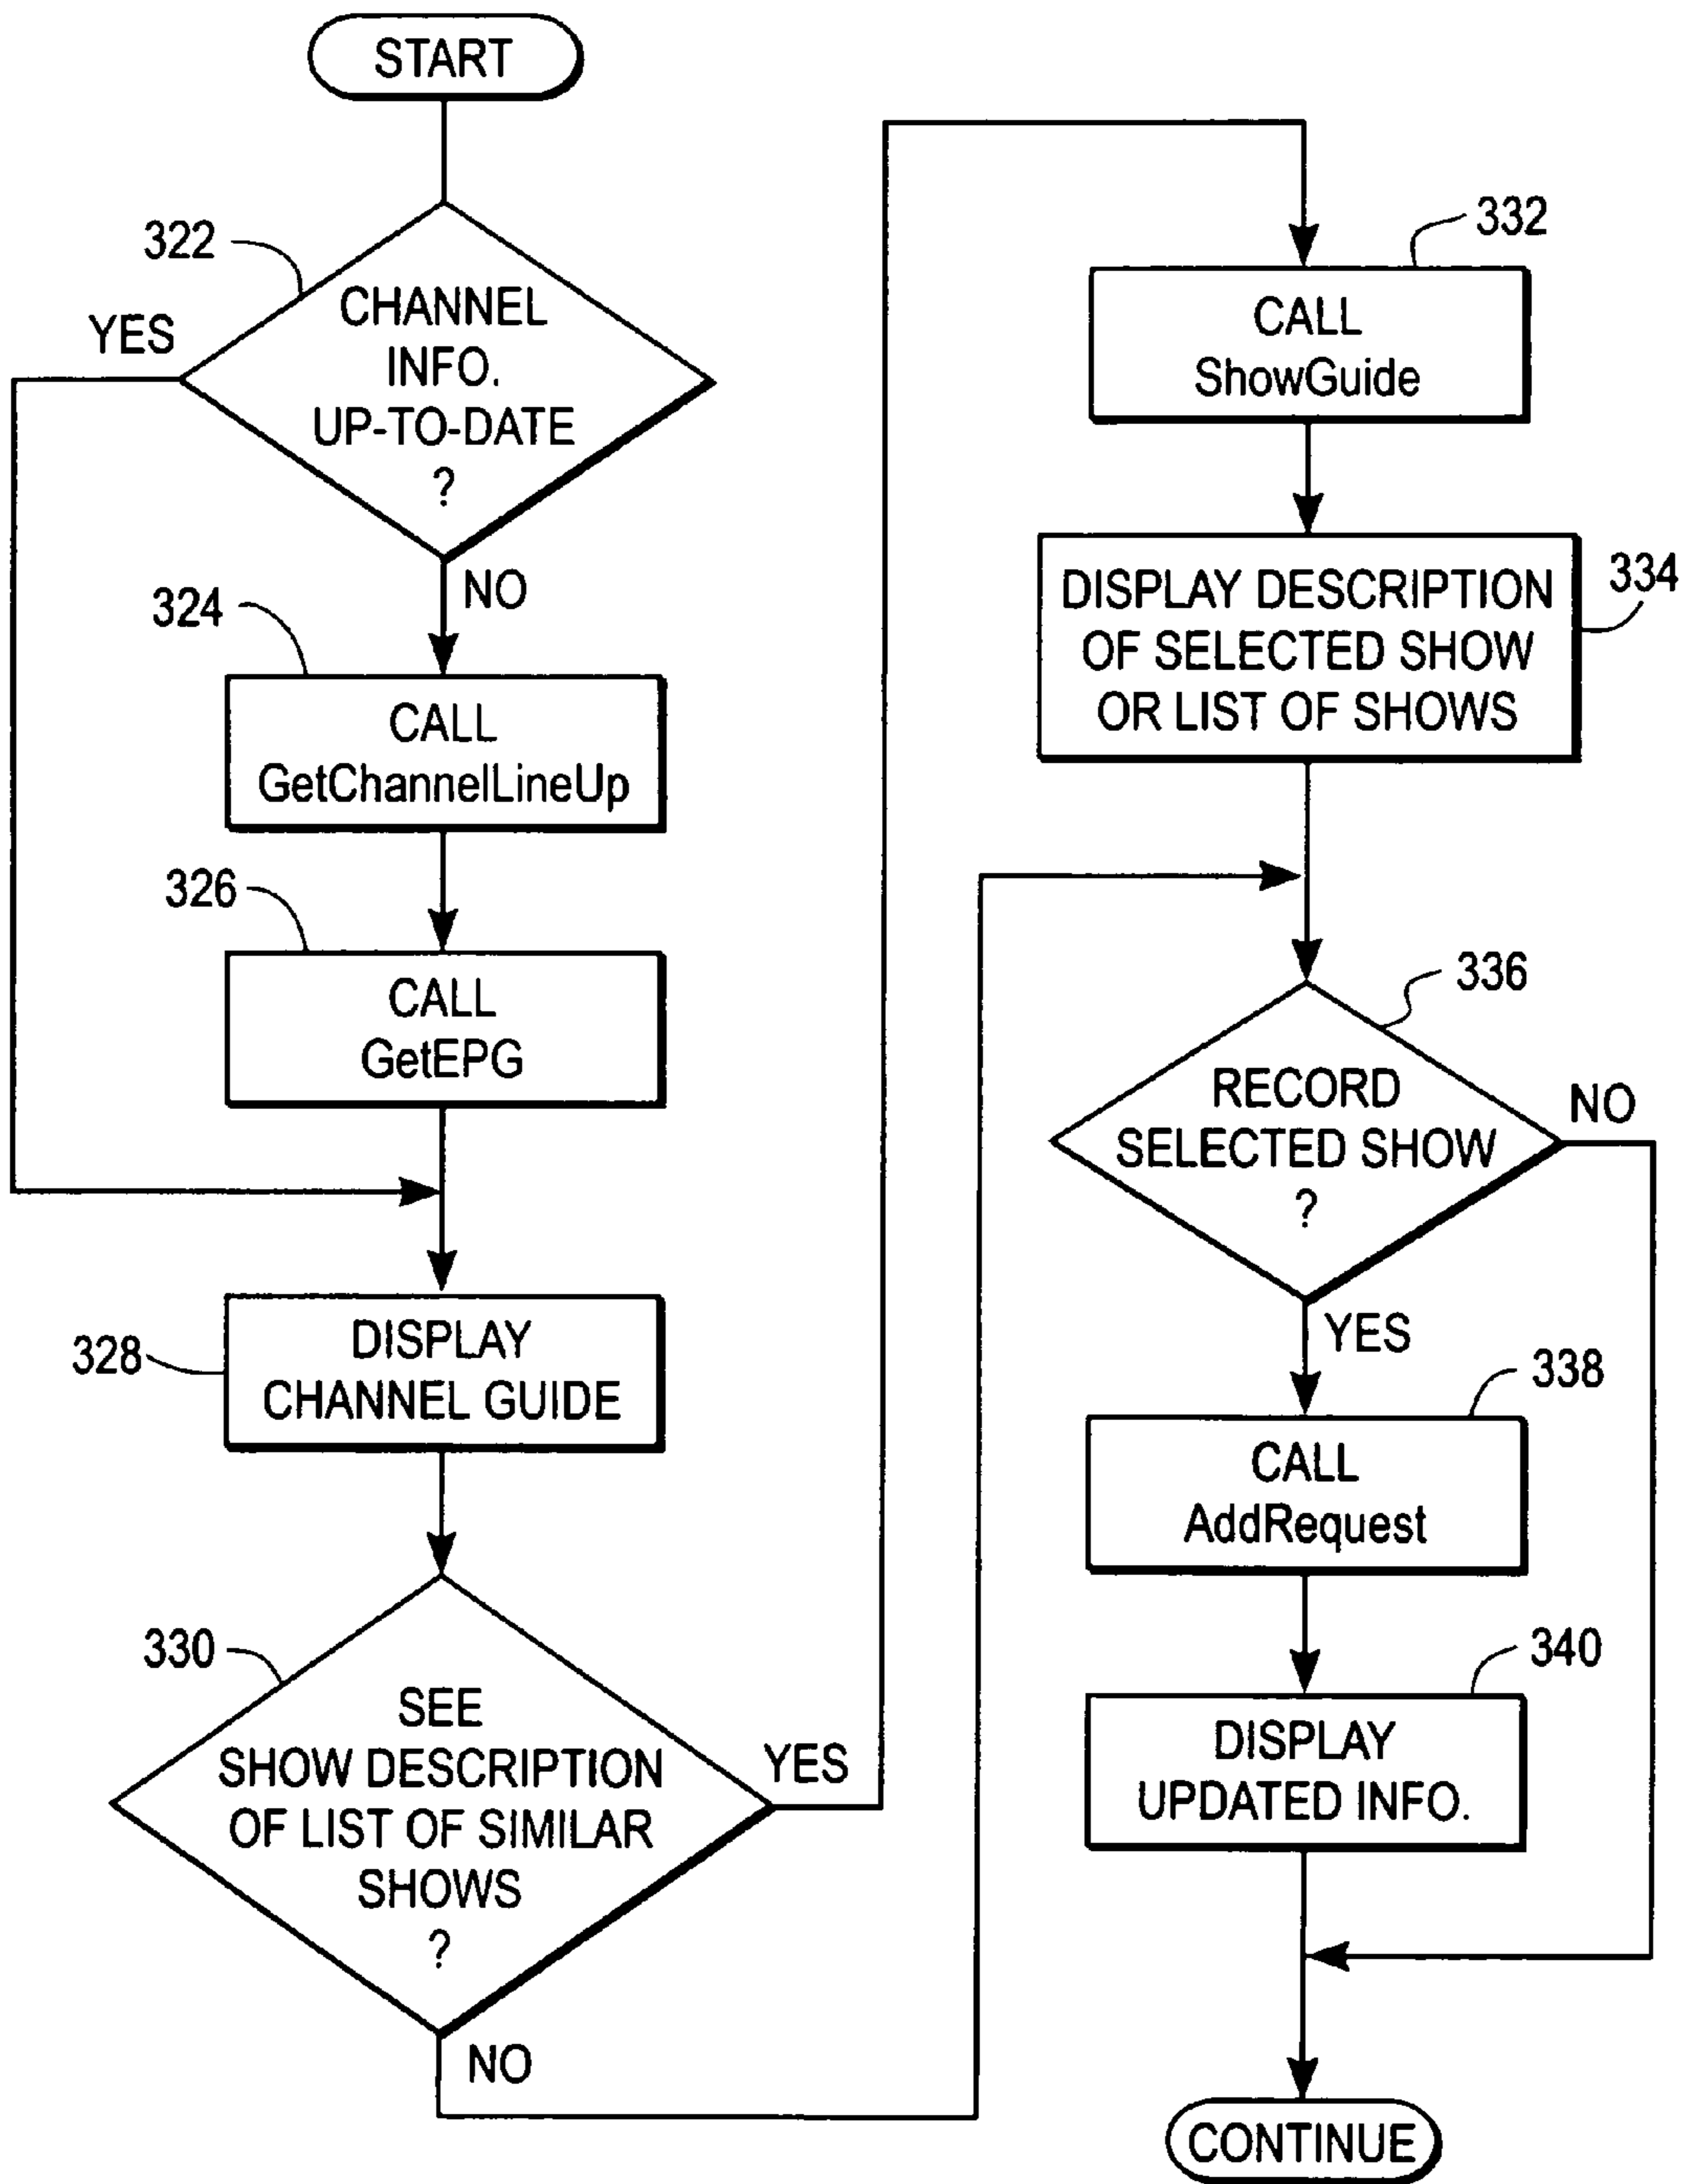 START
322
YES
CHANNEL
INFO.
UP-TO-DATE
?
NO
324
CALL
GetChannelLineUp
326
CALL
GetEPG
328
DISPLAY
CHANNEL GUIDE
330
SEE
SHOW DESCRIPTION
OF LIST OF SIMILAR
SHOWS
?
YES
NO
332
CALL
ShowGuide
334
DISPLAY DESCRIPTION
OF SELECTED SHOW
OR LIST OF SHOWS
336
RECORD
SELECTED SHOW
?
NO
YES
338
CALL
AddRequest
340
DISPLAY
UPDATED INFO.
CONTINUE